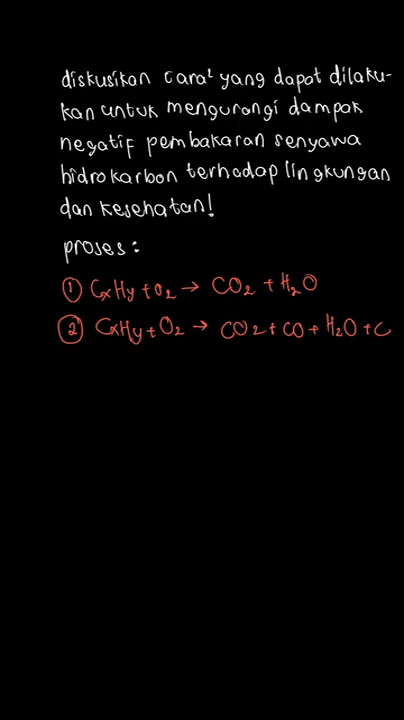 diskusikan cara² yang dapat dilaku-
kan untuk mengurangi dampak
negatif pembakaran senyawa
hidrokarbon terhadap lingkungan
dan kesehatan!
proses:
① CxHy + O₂ → CO₂ + H₂O
② CxHy + O₂ → CO₂ + CO + H₂O + C